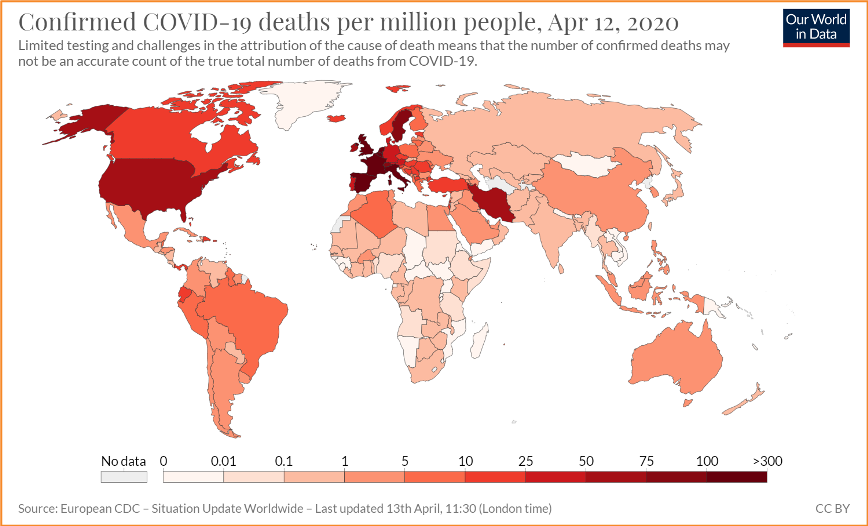 Confirmed COVID-19 deaths per million people, Apr 12, 2020
Our World
in Data
Limited testing and challenges in the attribution of the cause of death means that the number of confirmed deaths may
not be an accurate count of the true total number of deaths from COVID-19.
No data 0 0.01 0.1 1 5 10 25 50 75 100 >300
Source: European CDC – Situation Update Worldwide – Last updated 13th April, 11:30 (London time)
CC BY